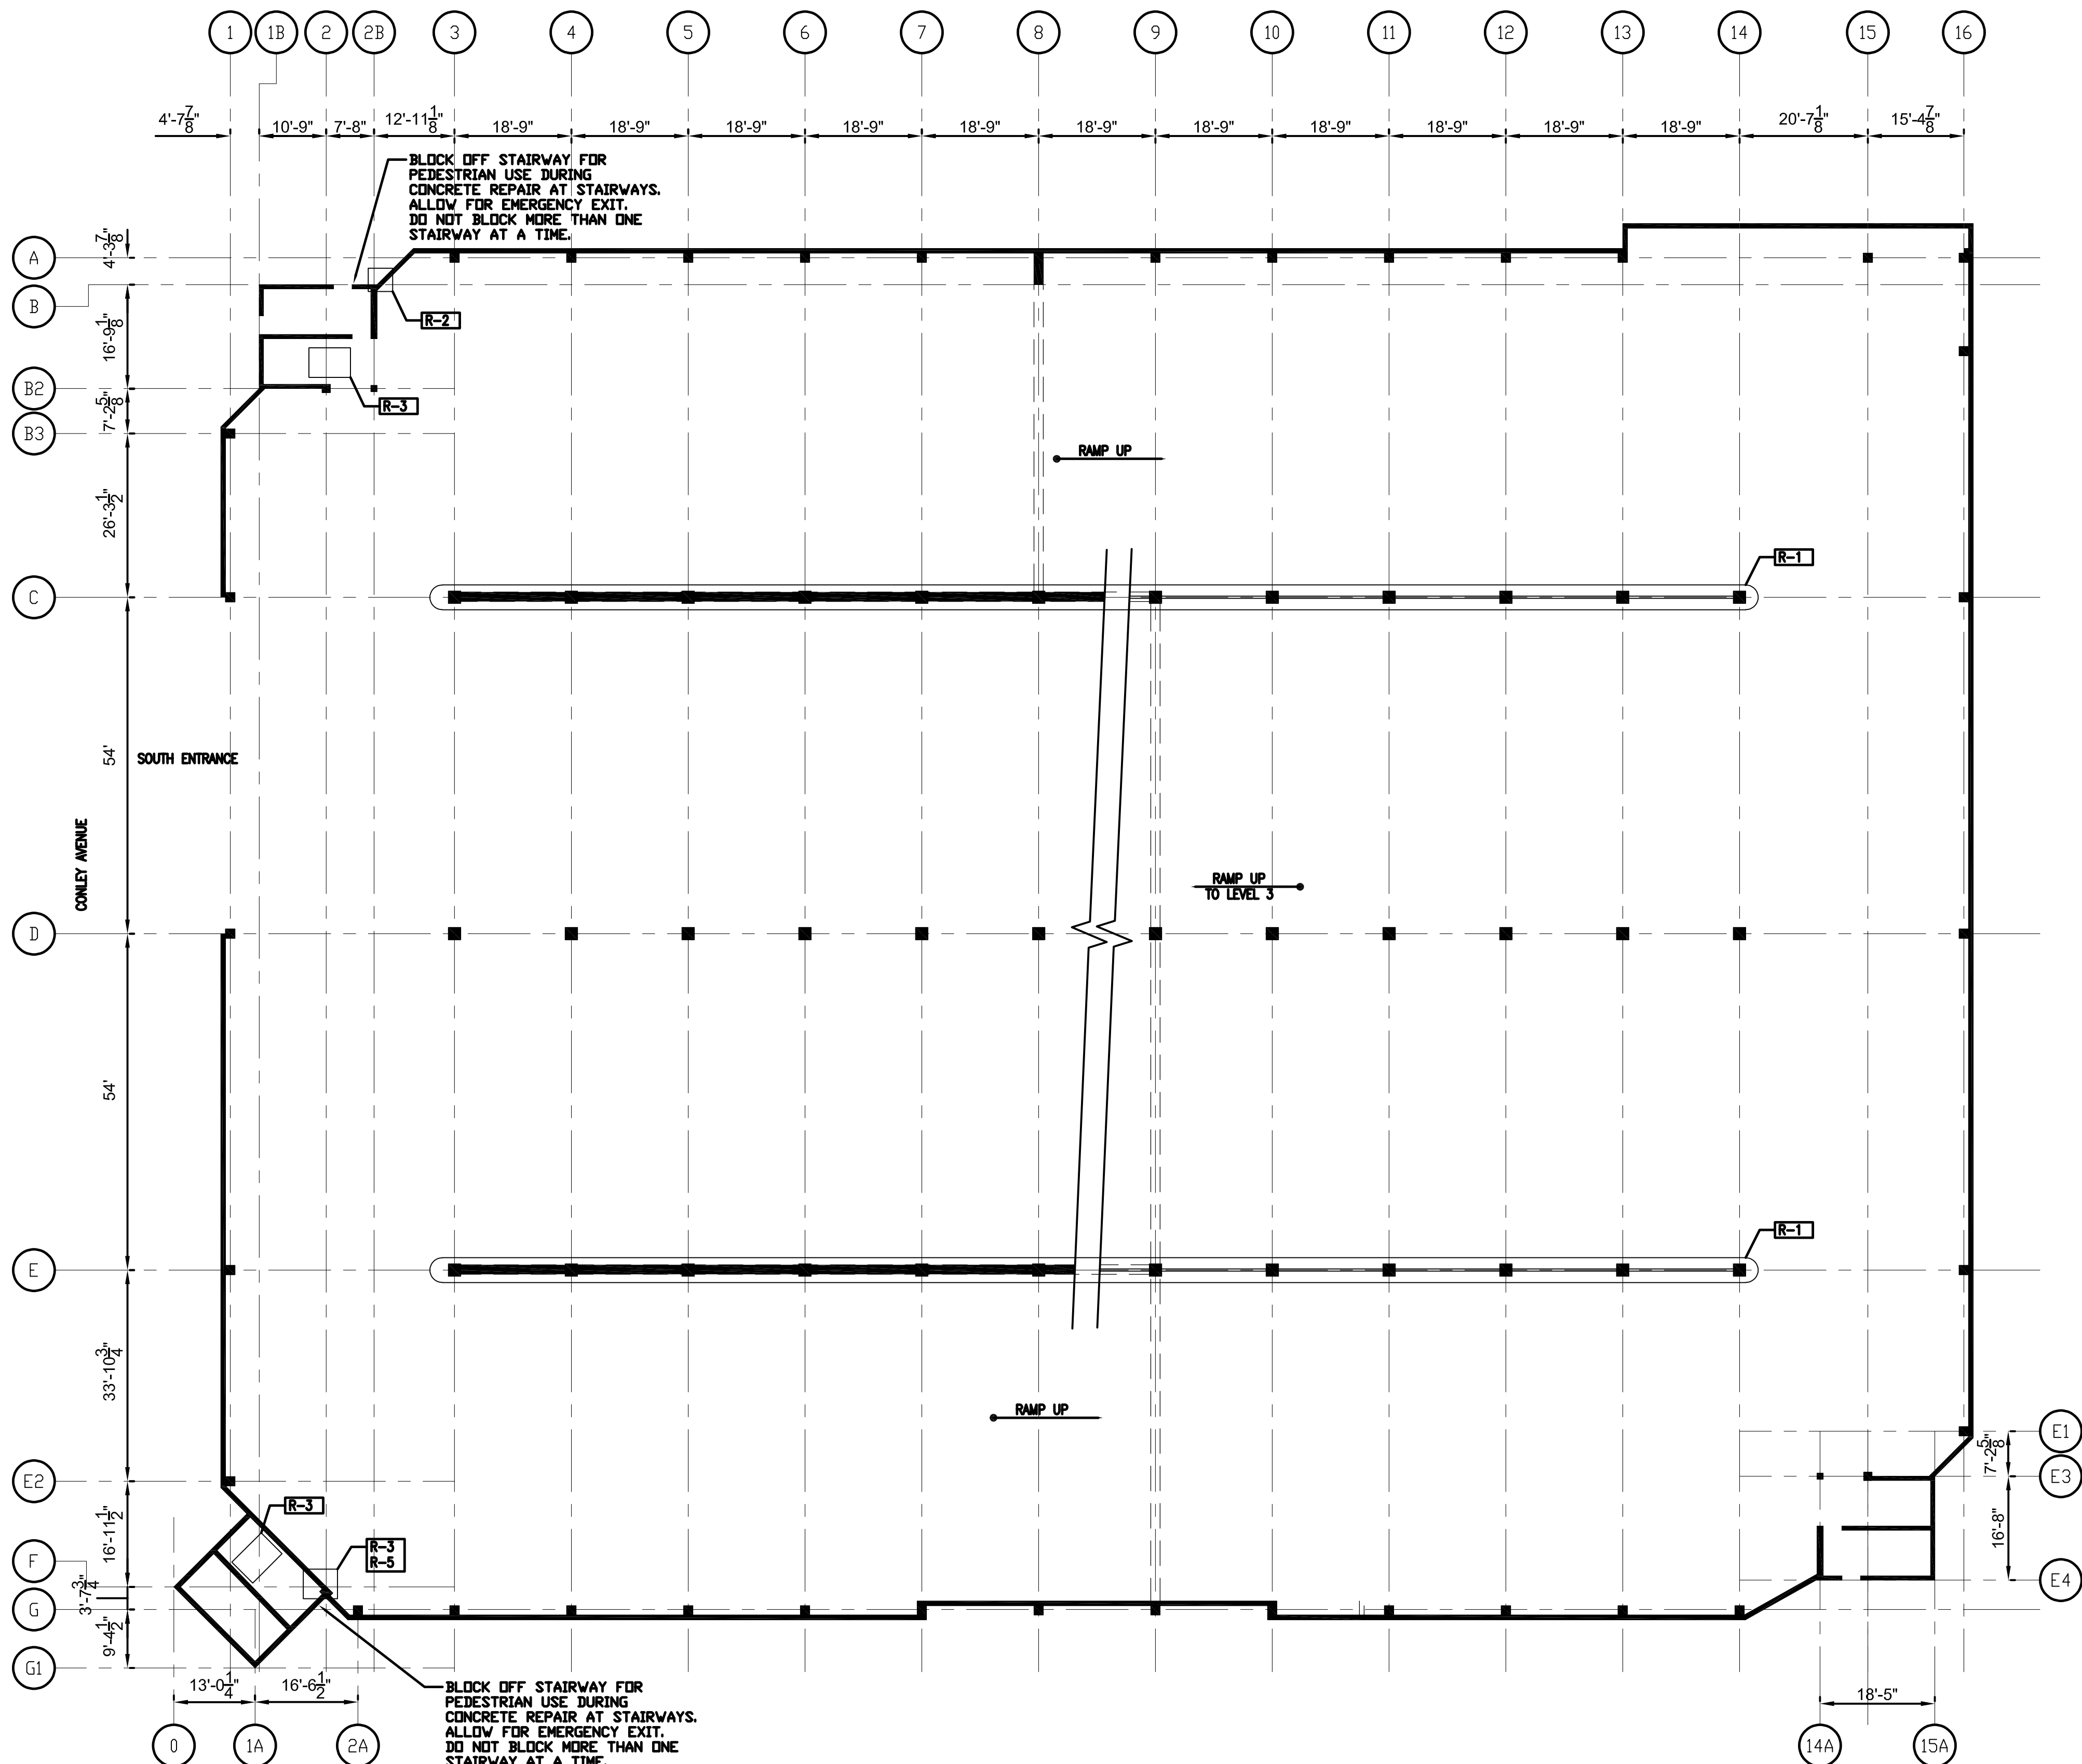 1 1B 2 2B 3 4 5 6 7 8 9 10 11 12 13 14 15 16
4'-7 7/8" 10'-9" 7'-8" 12'-11 1/8" 18'-9" 18'-9" 18'-9" 18'-9" 18'-9" 18'-9" 18'-9" 18'-9" 18'-9" 18'-9" 18'-9" 20'-7 1/8" 15'-4 7/8"
BLOCK OFF STAIRWAY FOR
PEDESTRIAN USE DURING
CONCRETE REPAIR AT STAIRWAYS.
ALLOW FOR EMERGENCY EXIT.
DO NOT BLOCK MORE THAN ONE
STAIRWAY AT A TIME.
A
4'-3 7/8"
B
R-2
16'-9 1/8"
B2
R-3
7'-2 5/8"
B3
RAMP UP
26'-3 1/2"
R-1
C
54'
SOUTH ENTRANCE
CONLEY AVENUE
RAMP UP
TO LEVEL 3
D
54'
R-1
E
33'-10 3/4"
RAMP UP
E1
7'-2 5/8"
E3
E2
R-3
16'-11 1/2"
R-3
R-5
16'-8"
F
E4
3'-7 3/4"
G
9'-4 1/2"
G1
13'-0 1/4" 16'-6 1/2"
18'-5"
BLOCK OFF STAIRWAY FOR
PEDESTRIAN USE DURING
CONCRETE REPAIR AT STAIRWAYS.
ALLOW FOR EMERGENCY EXIT.
DO NOT BLOCK MORE THAN ONE
STAIRWAY AT A TIME.
0 1A 2A 14A 15A